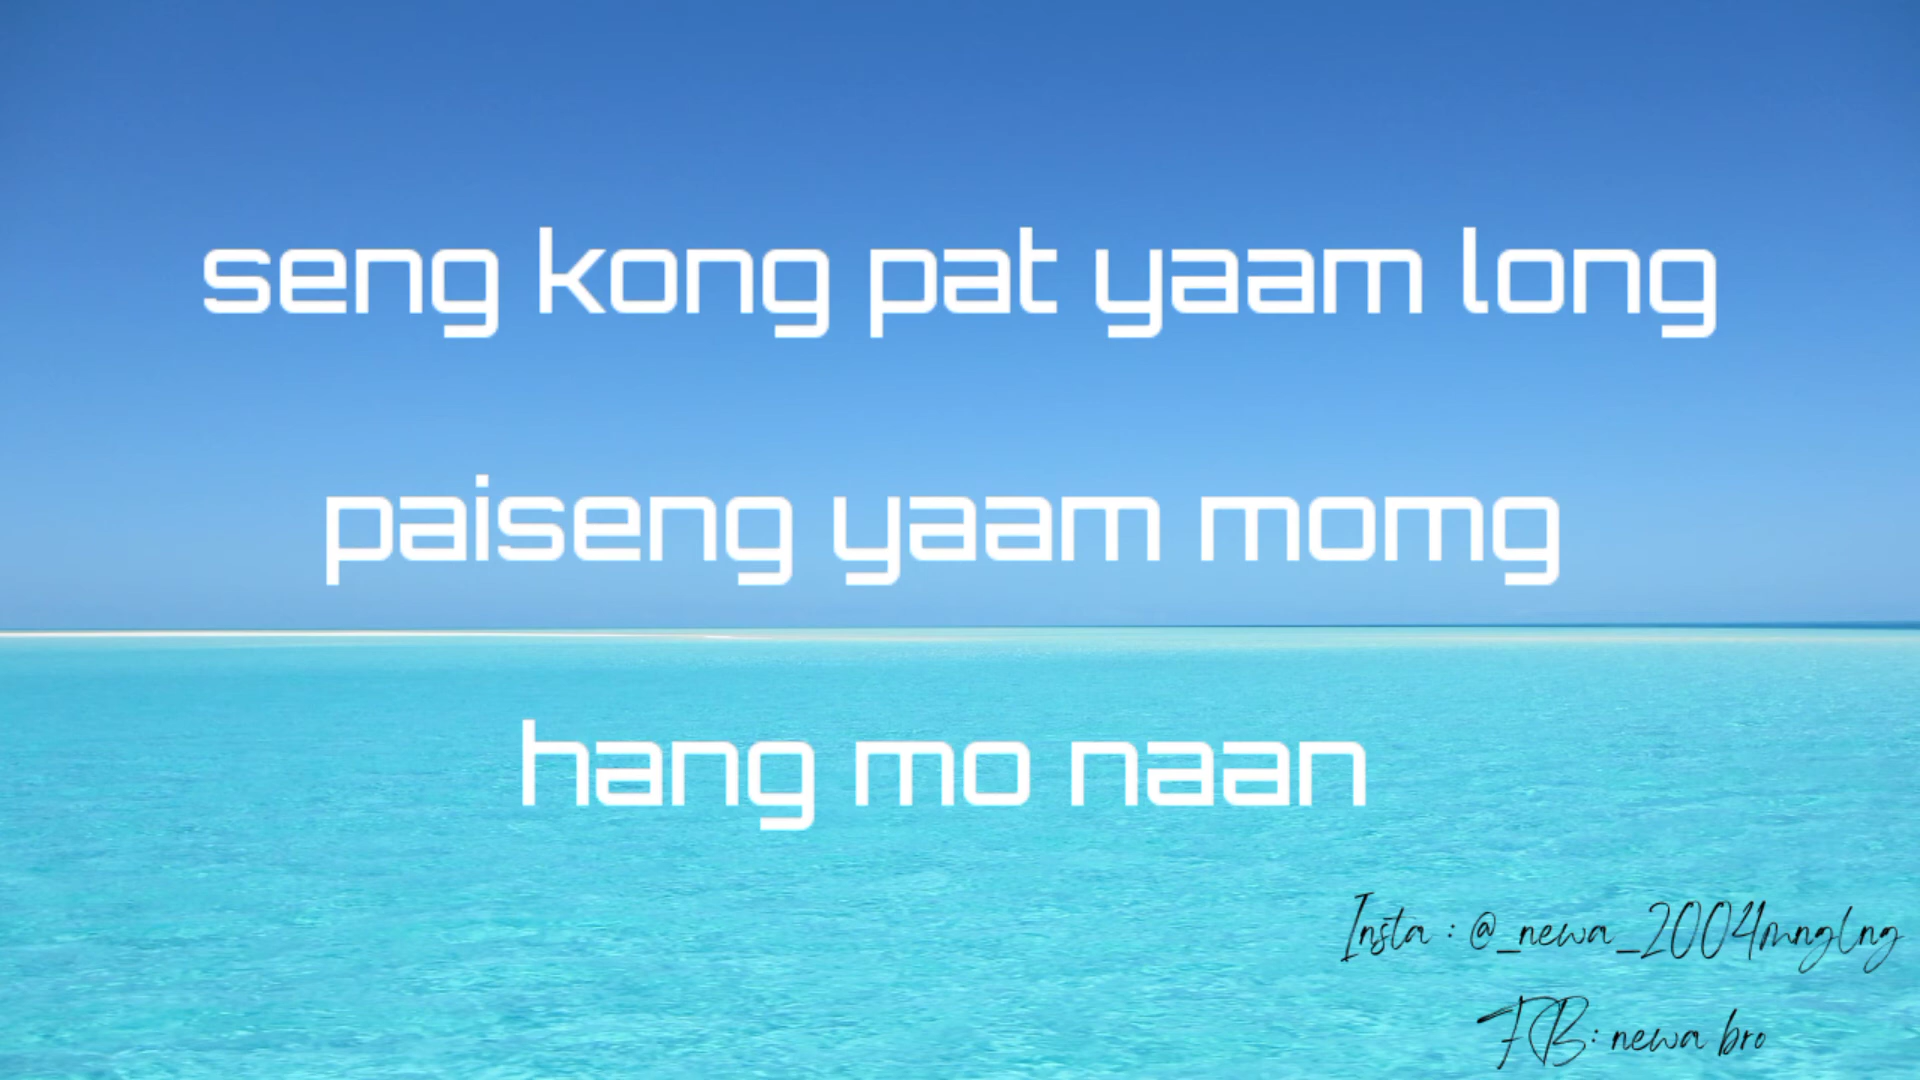 seng kong pat yaam long
paiseng yaam momg
hang mo naan
Insta : @_newa_2004mnglng
FB: newa bro